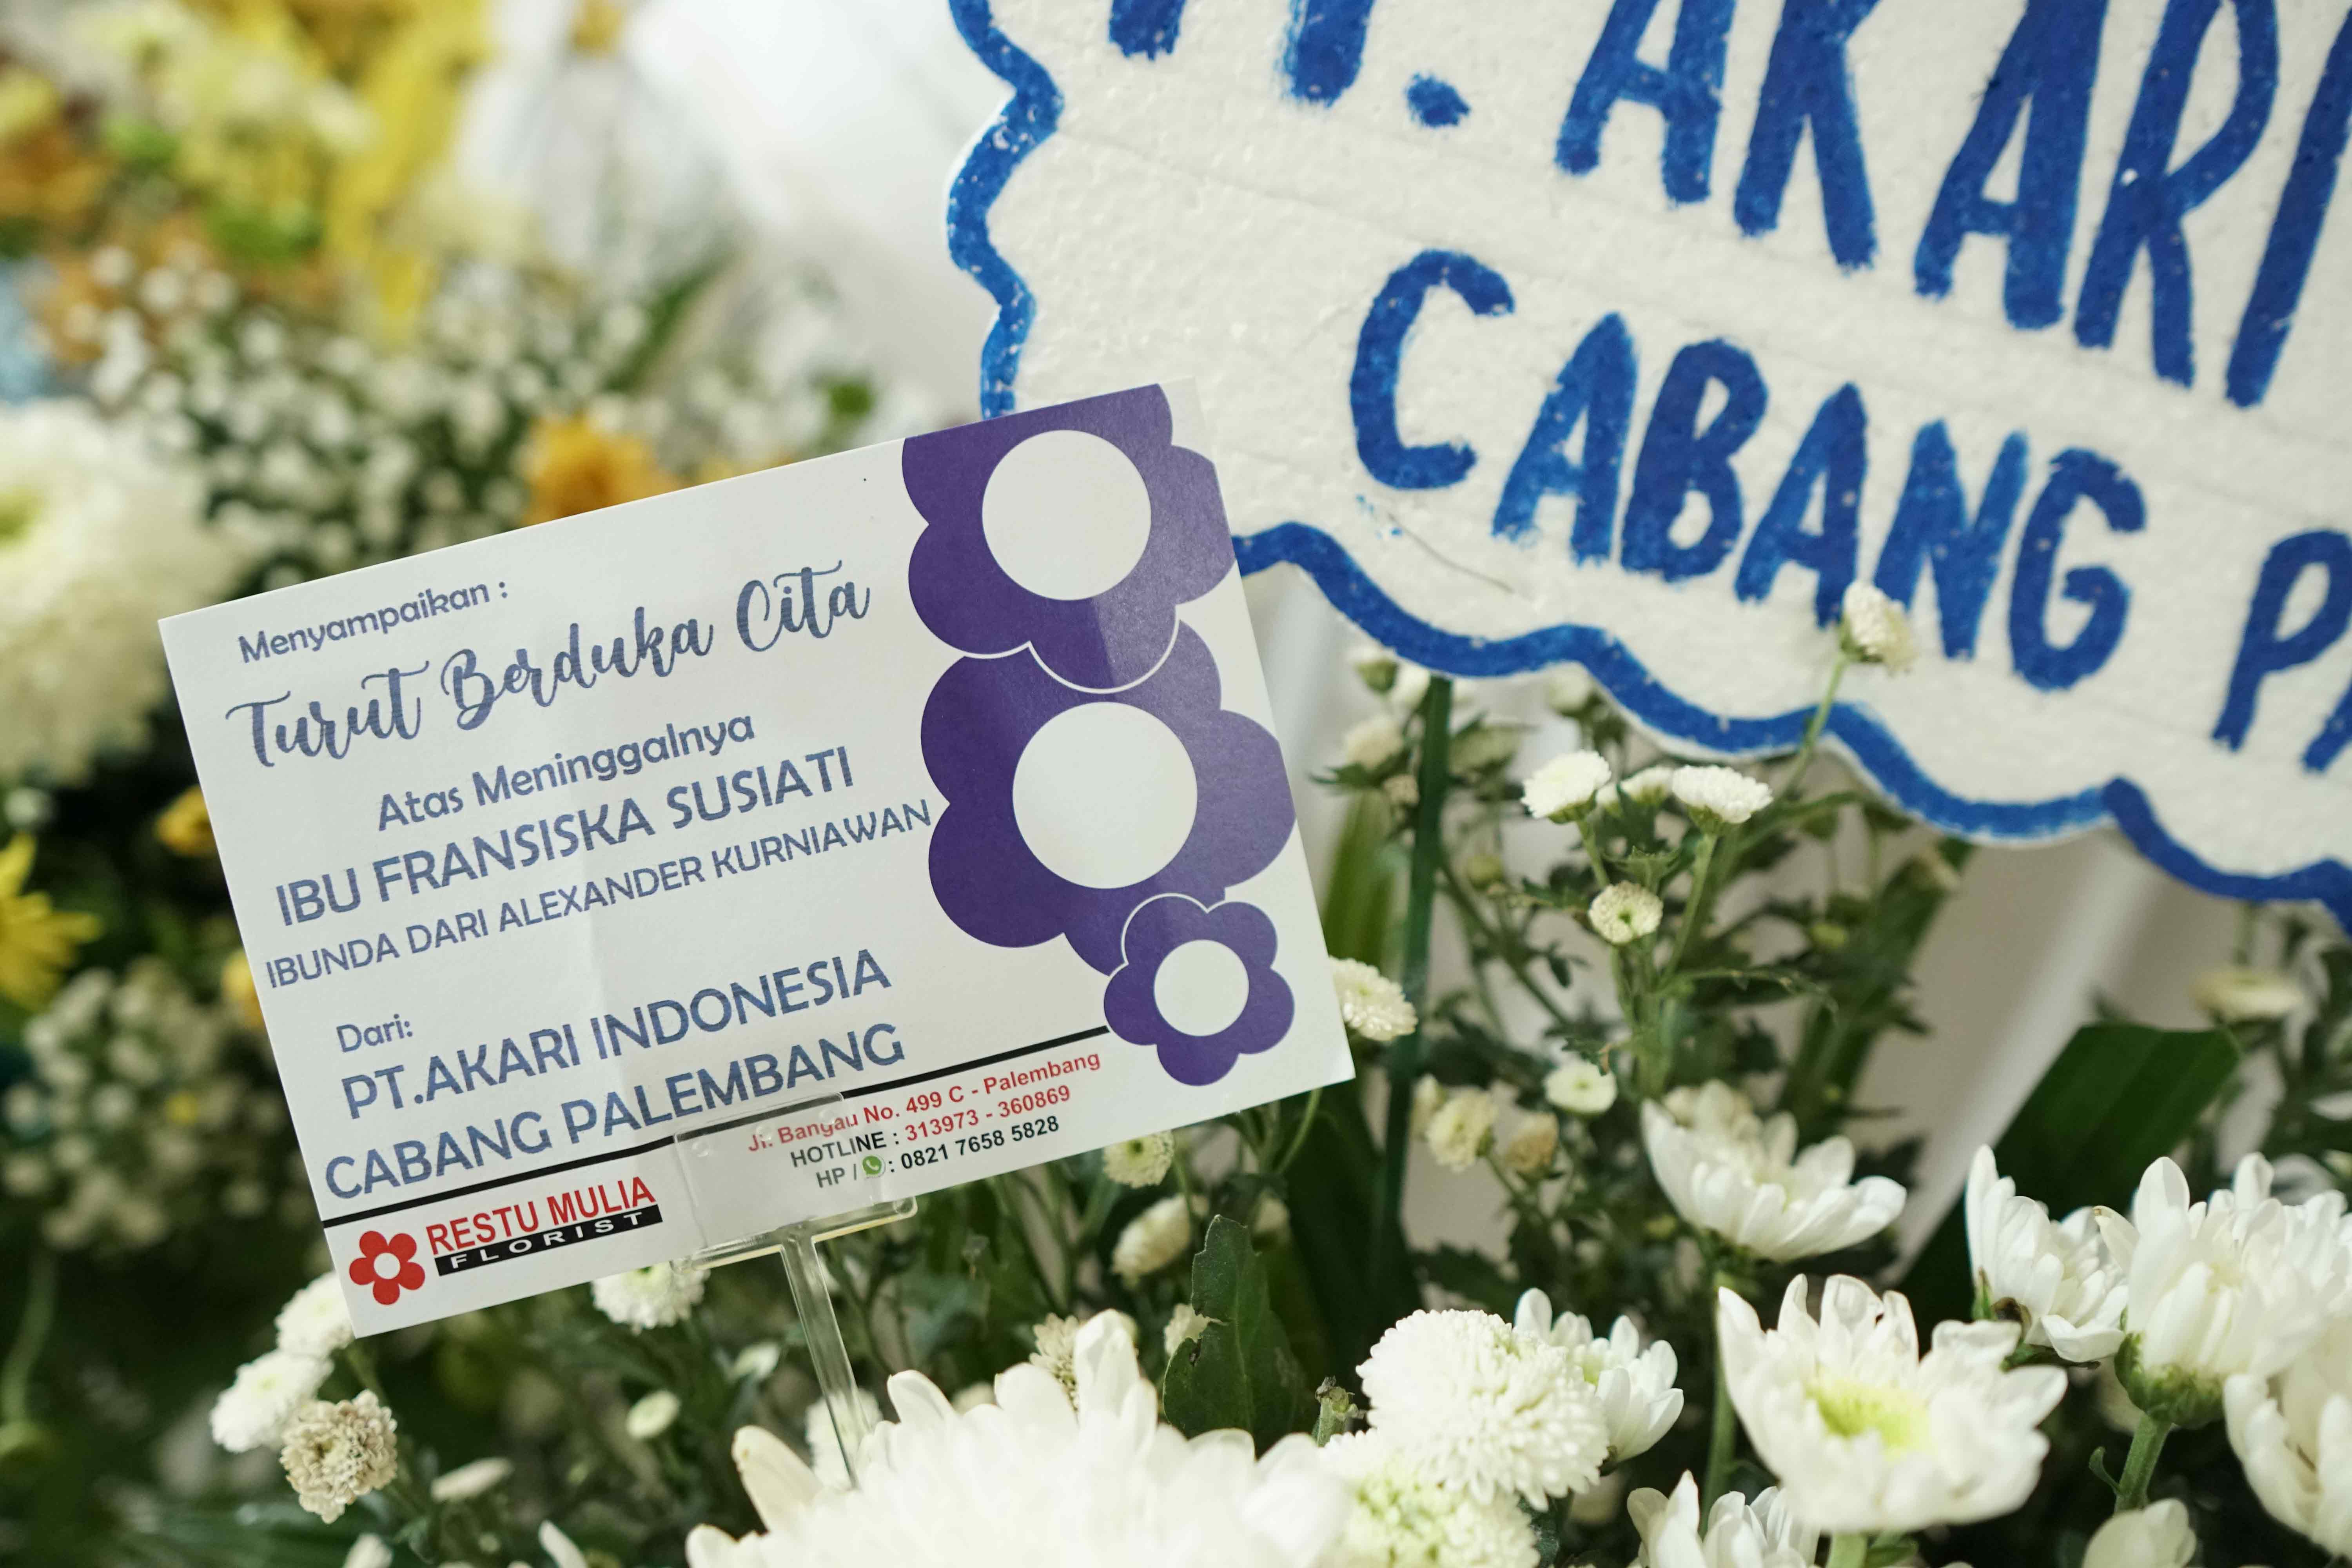 . AKARI
CABANG
Menyampaikan :
Turut Berduka Cita
Atas Meninggalnya
IBU FRANSISKA SUSIATI
IBUNDA DARI ALEXANDER KURNIAWAN
Dari:
PT.AKARI INDONESIA
CABANG PALEMBANG
RESTU MULIA
FLORIST
Jl. Bangau No. 499 C - Palembang
HOTLINE : 313973 - 360869
HP / : 0821 7658 5828